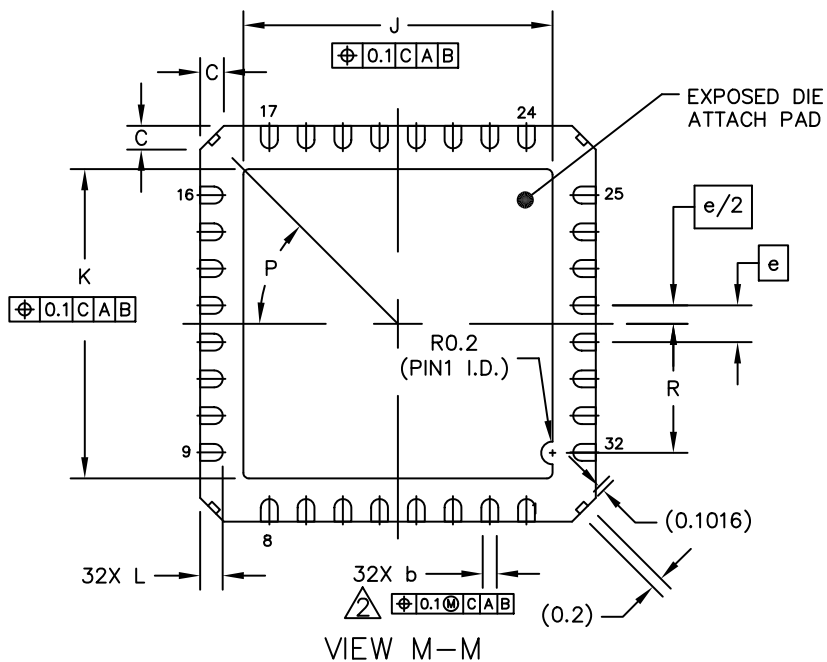 J
⌖ 0.1 C A B
C
17
24
EXPOSED DIE
ATTACH PAD
C
16
25
e/2
P
e
K
⌖ 0.1 C A B
R0.2
(PIN1 I.D.)
R
9
32
1
(0.1016)
8
32X L
32X b
2
⌖ 0.1Ⓜ C A B
(0.2)
VIEW M-M